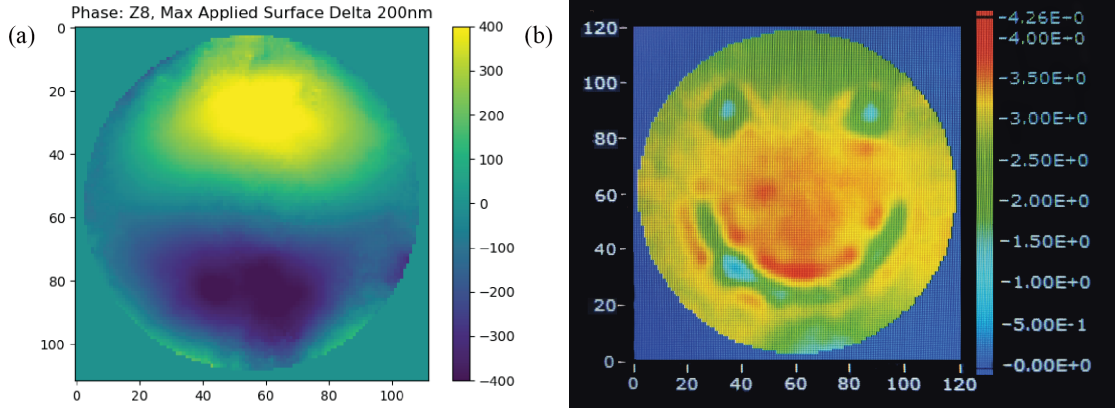 (a)
Phase: Z8, Max Applied Surface Delta 200nm
0
20
40
60
80
100
0 20 40 60 80 100
400
300
200
100
0
−100
−200
−300
−400
(b)
120
100
80
60
40
20
0
0 20 40 60 80 100 120
-4.26E-0
-4.00E+0
-3.50E+0
-3.00E+0
-2.50E+0
-2.00E+0
-1.50E+0
-1.00E+0
-5.00E-1
-0.00E+0